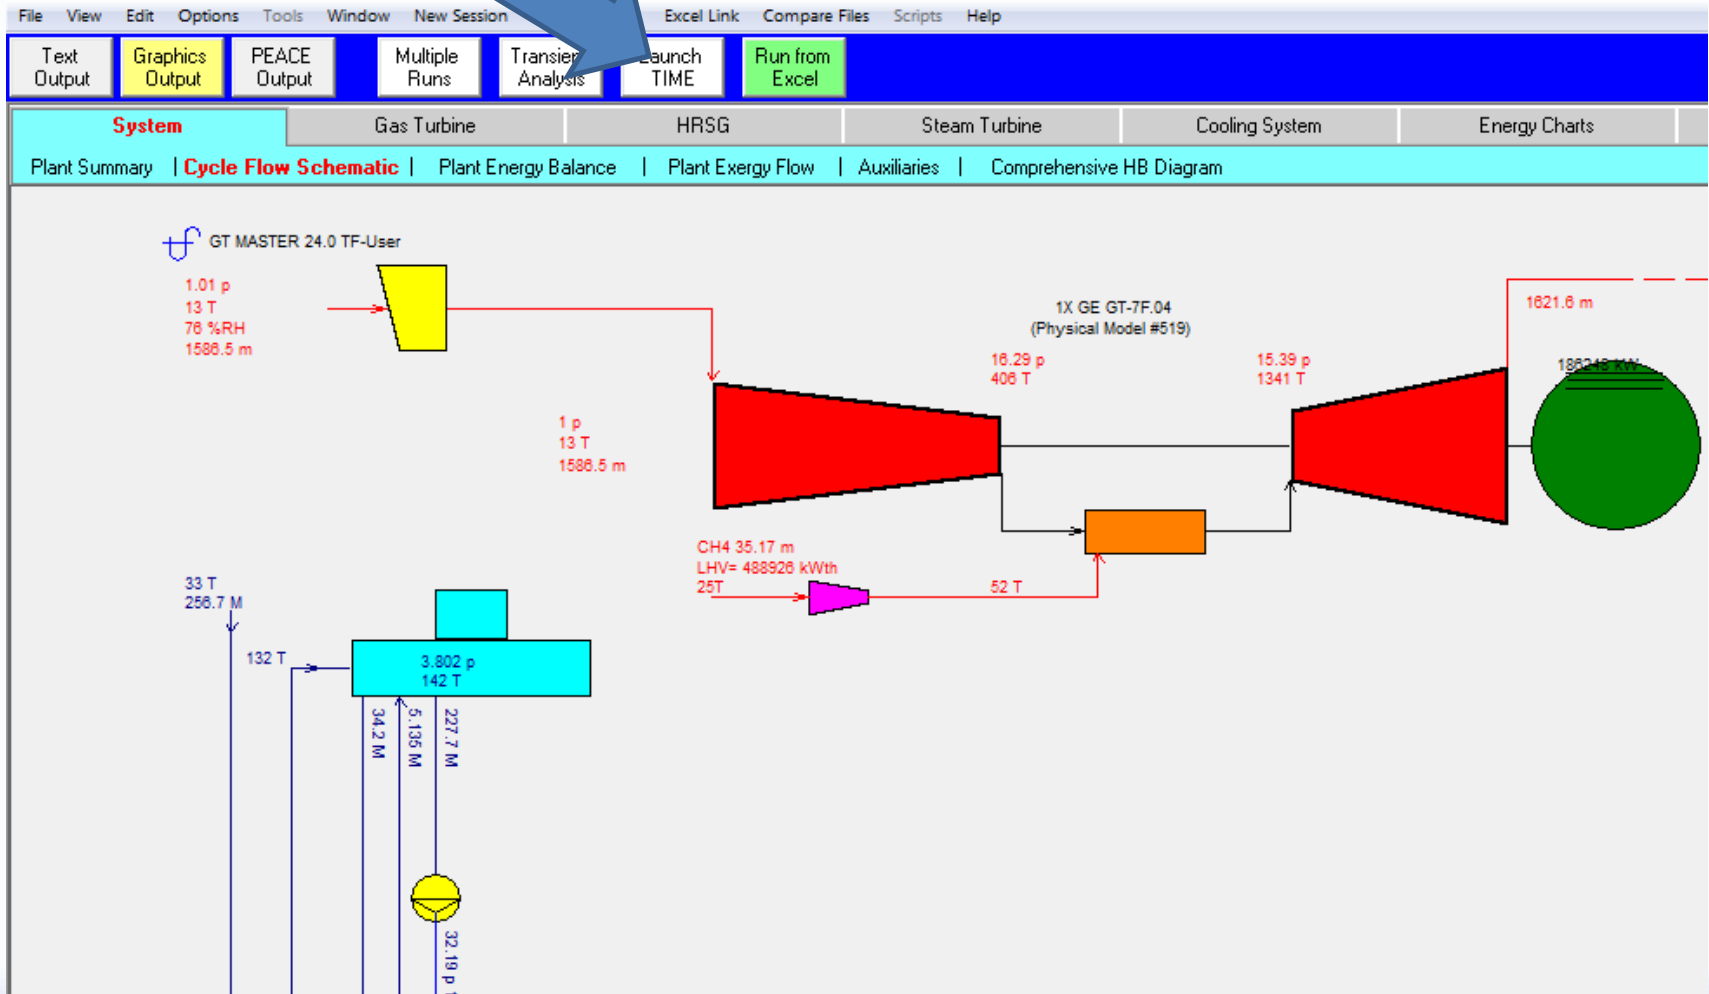 File View Edit Options Tools Window New Session Excel Link Compare Files Scripts Help
Text Output
Graphics Output
PEACE Output
Multiple Runs
Analysis
TIME
Run from Excel
System Gas Turbine HRSG Steam Turbine Cooling System Energy Charts
Plant Summary | Cycle Flow Schematic | Plant Energy Balance | Plant Exergy Flow | Auxiliaries | Comprehensive HB Diagram
GT MASTER 24.0 TF-User
1.01 p
13 T
76 %RH
1586.5 m
1X GE GT-7F.04
(Physical Model #519)
16.29 p
406 T
15.39 p
1341 T
1621.6 m
186248 kW
1 p
13 T
1586.5 m
CH4 35.17 m
LHV= 488926 kWth
25T
52 T
33 T
256.7 M
132 T
3.802 p
142 T
34.2 M
5.135 M
227.7 M
32.19 p